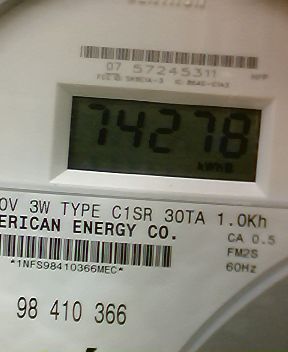 07 57245311
74278
0V 3W TYPE C1SR 30TA 1.0Kh
ERICAN ENERGY CO.
CA 0.5
FM2S
60Hz
*1NFS98410366MEC*
98 410 366